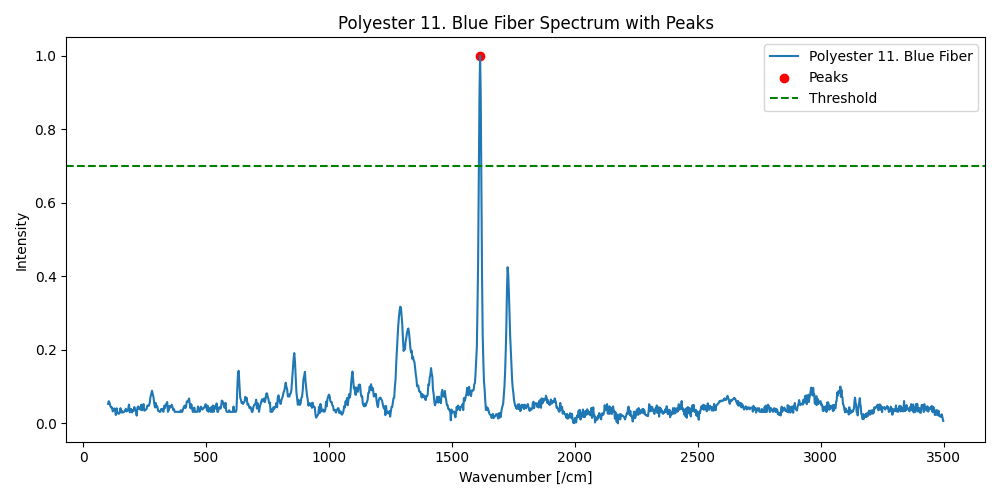 Polyester 11. Blue Fiber Spectrum with Peaks
Polyester 11. Blue Fiber
Peaks
Threshold
Intensity
1.0
0.8
0.6
0.4
0.2
0.0
0 500 1000 1500 2000 2500 3000 3500
Wavenumber [/cm]